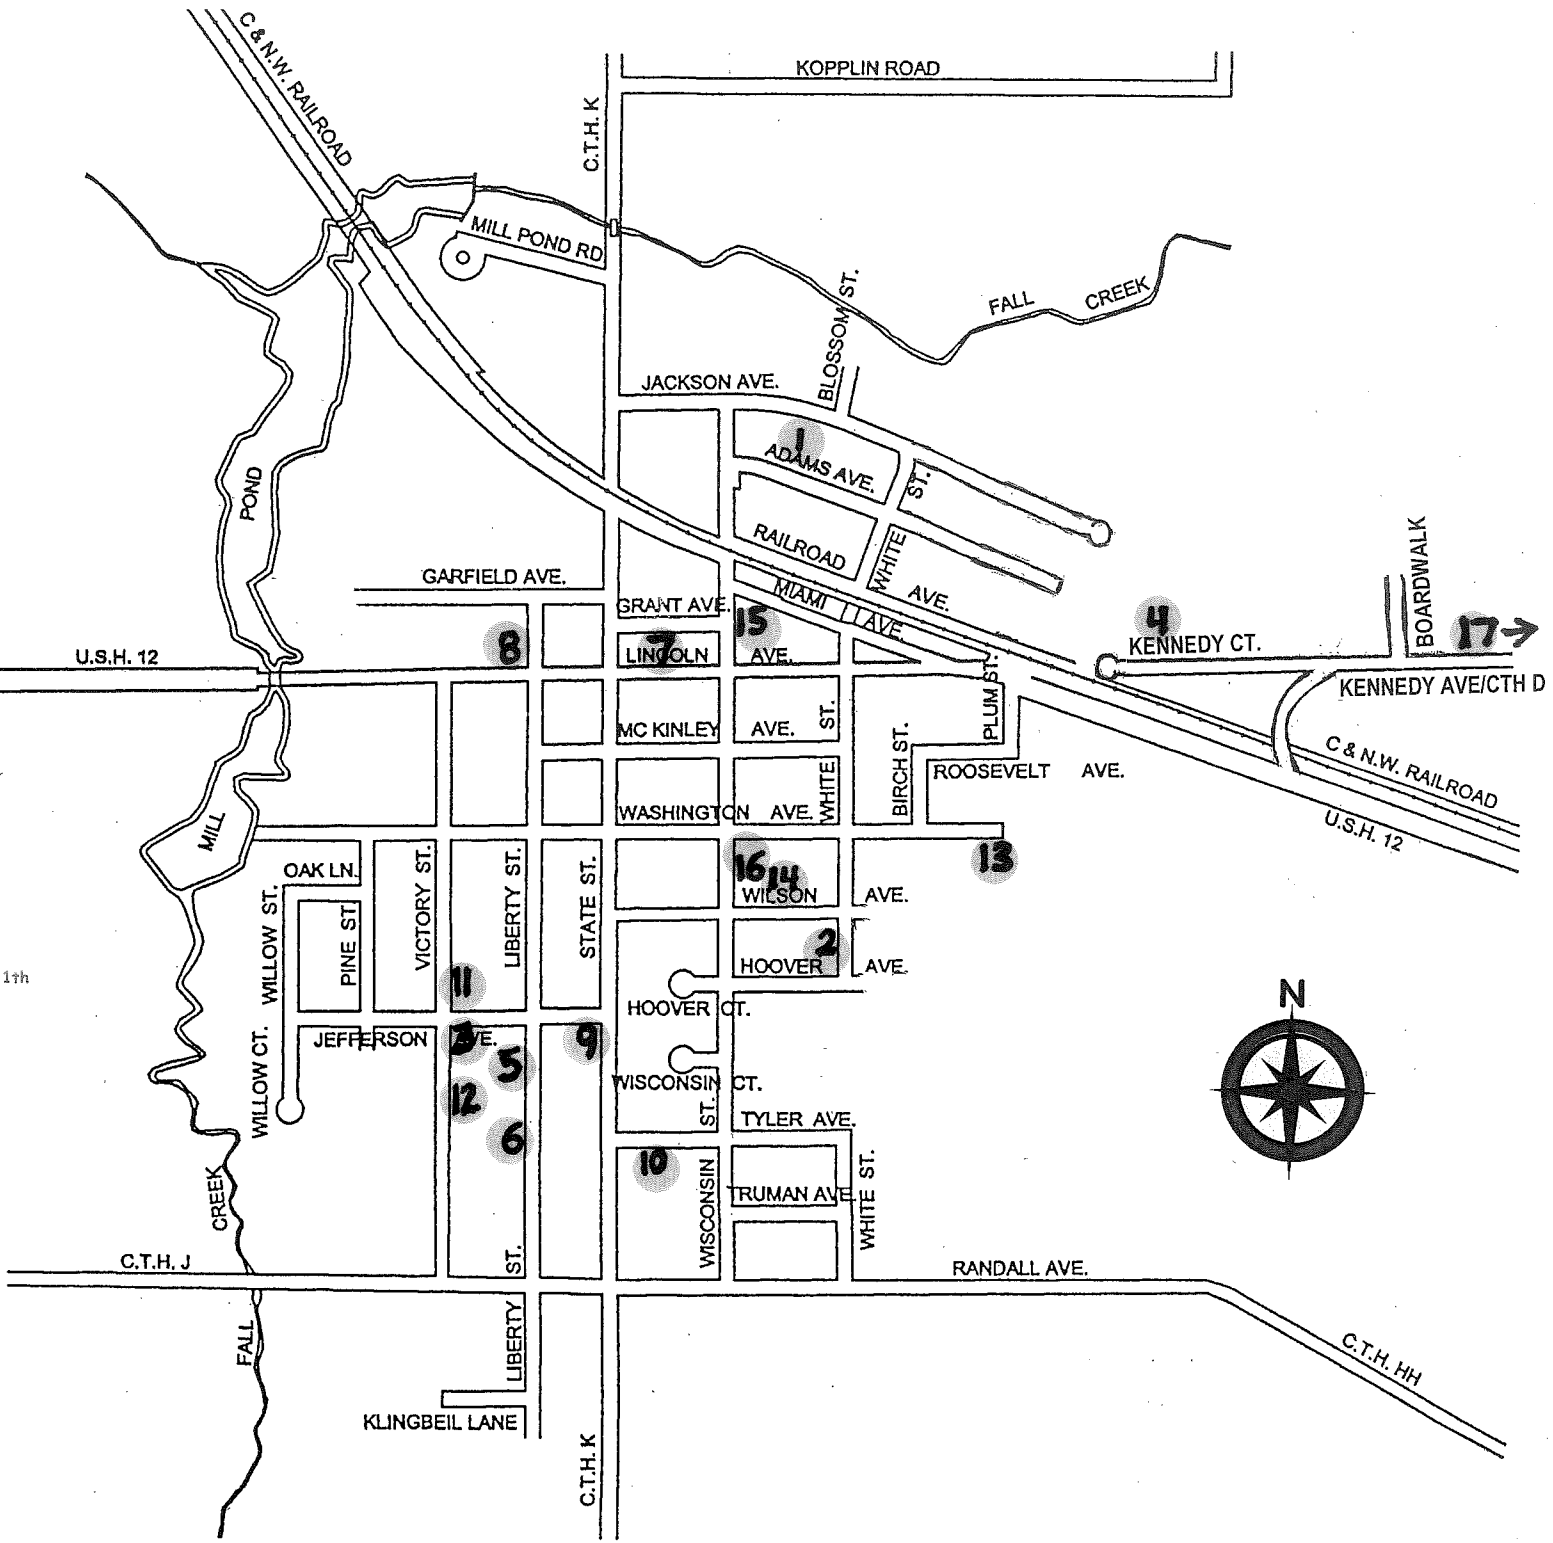 C & N.W. RAILROAD
KOPPLIN ROAD
C.T.H. K
MILL POND RD
BLOSSOM ST.
FALL CREEK
JACKSON AVE.
1
ADAMS AVE.
ST.
POND
RAILROAD AVE.
WHITE
BOARDWALK
GARFIELD AVE.
MIAMI AVE.
GRANT AVE.
15
4
17
8
7
KENNEDY CT.
U.S.H. 12
LINCOLN AVE.
KENNEDY AVE/CTH D
PLUM ST.
MC KINLEY AVE.
WHITE ST.
BIRCH ST.
C & N.W. RAILROAD
ROOSEVELT AVE.
WASHINGTON AVE.
U.S.H. 12
MILL
OAK LN.
16
14
13
WILSON AVE.
WILLOW ST.
PINE ST.
VICTORY ST.
LIBERTY ST.
STATE ST.
2
HOOVER AVE.
1th
11
N
HOOVER CT.
JEFFERSON AVE.
3
9
5
WILLOW CT.
WISCONSIN CT.
12
TYLER AVE.
6
10
WISCONSIN ST.
TRUMAN AVE.
WHITE ST.
CREEK
C.T.H. J
LIBERTY ST.
RANDALL AVE.
FALL
C.T.H. HH
KLINGBEIL LANE
C.T.H. K